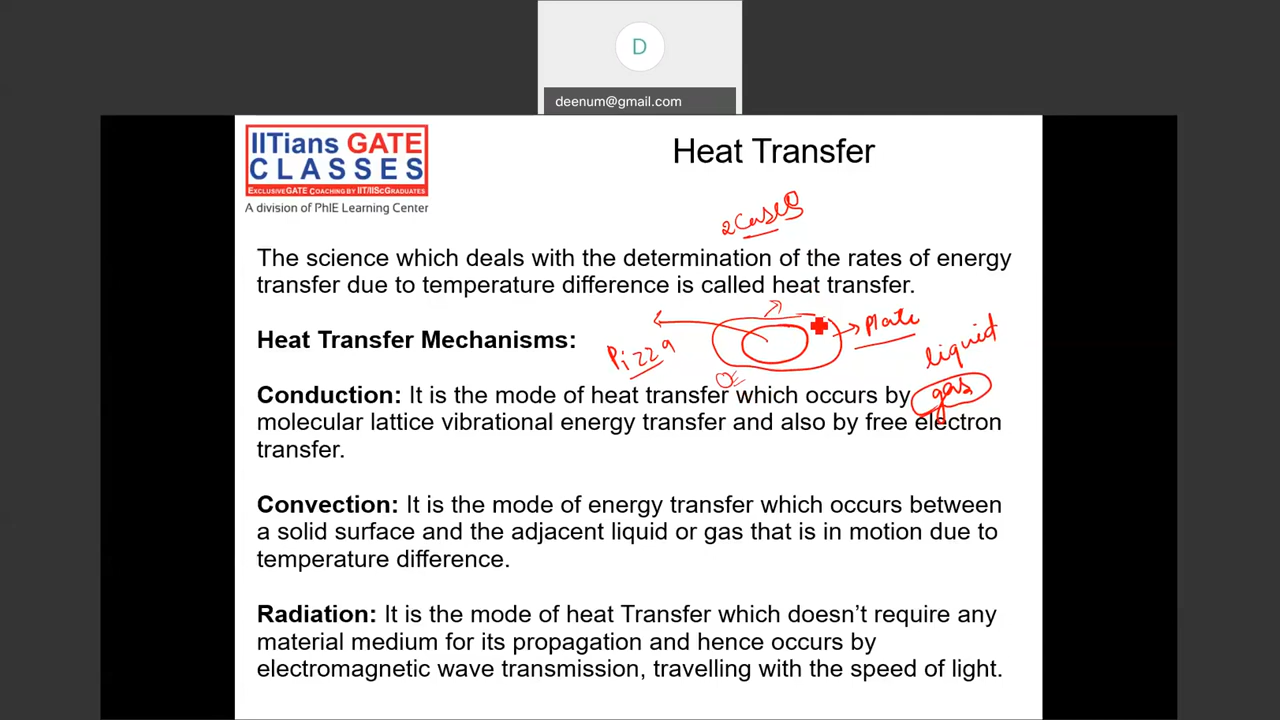 D
deenum@gmail.com
IITians GATE
CLASSES
EXCLUSIVE GATE COACHING BY IIT/IISc GRADUATES
A division of PhIE Learning Center
Heat Transfer
2 Cases
The science which deals with the determination of the rates of energy
transfer due to temperature difference is called heat transfer.
Heat Transfer Mechanisms:
Pizza
Plate
liquid
gas
Conduction: It is the mode of heat transfer which occurs by
molecular lattice vibrational energy transfer and also by free electron
transfer.
Convection: It is the mode of energy transfer which occurs between
a solid surface and the adjacent liquid or gas that is in motion due to
temperature difference.
Radiation: It is the mode of heat Transfer which doesn’t require any
material medium for its propagation and hence occurs by
electromagnetic wave transmission, travelling with the speed of light.